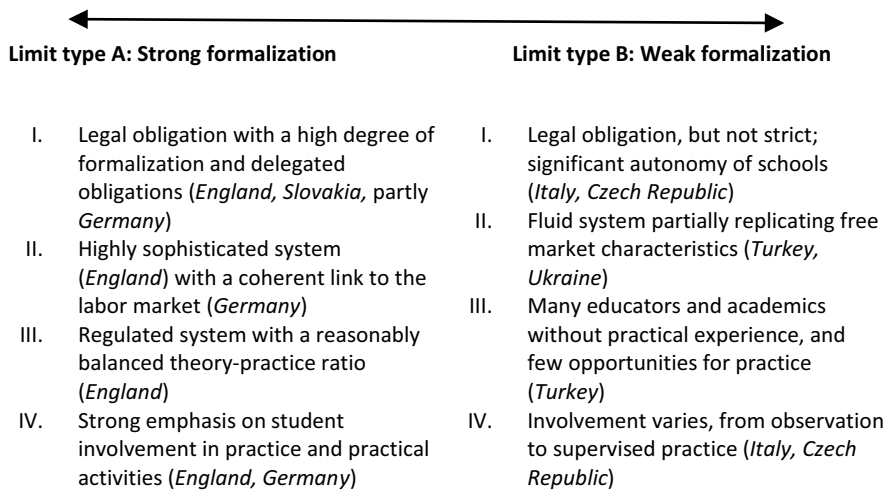 Limit type A: Strong formalization
I. Legal obligation with a high degree of
formalization and delegated
obligations (England, Slovakia, partly
Germany)
II. Highly sophisticated system
(England) with a coherent link to the
labor market (Germany)
III. Regulated system with a reasonably
balanced theory-practice ratio
(England)
IV. Strong emphasis on student
involvement in practice and practical
activities (England, Germany)
Limit type B: Weak formalization
I. Legal obligation, but not strict;
significant autonomy of schools
(Italy, Czech Republic)
II. Fluid system partially replicating free
market characteristics (Turkey,
Ukraine)
III. Many educators and academics
without practical experience, and
few opportunities for practice
(Turkey)
IV. Involvement varies, from observation
to supervised practice (Italy, Czech
Republic)